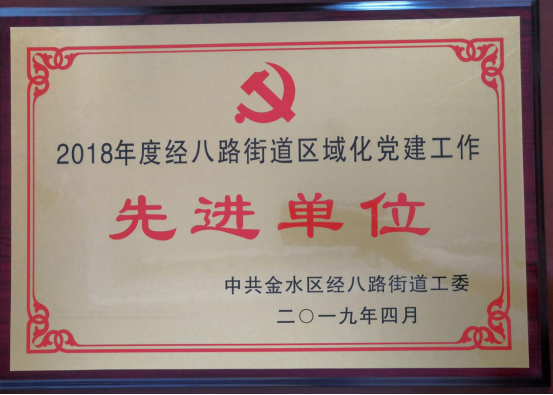 2018年度经八路街道区域化党建工作
先进单位
中共金水区经八路街道工委
二〇一九年四月